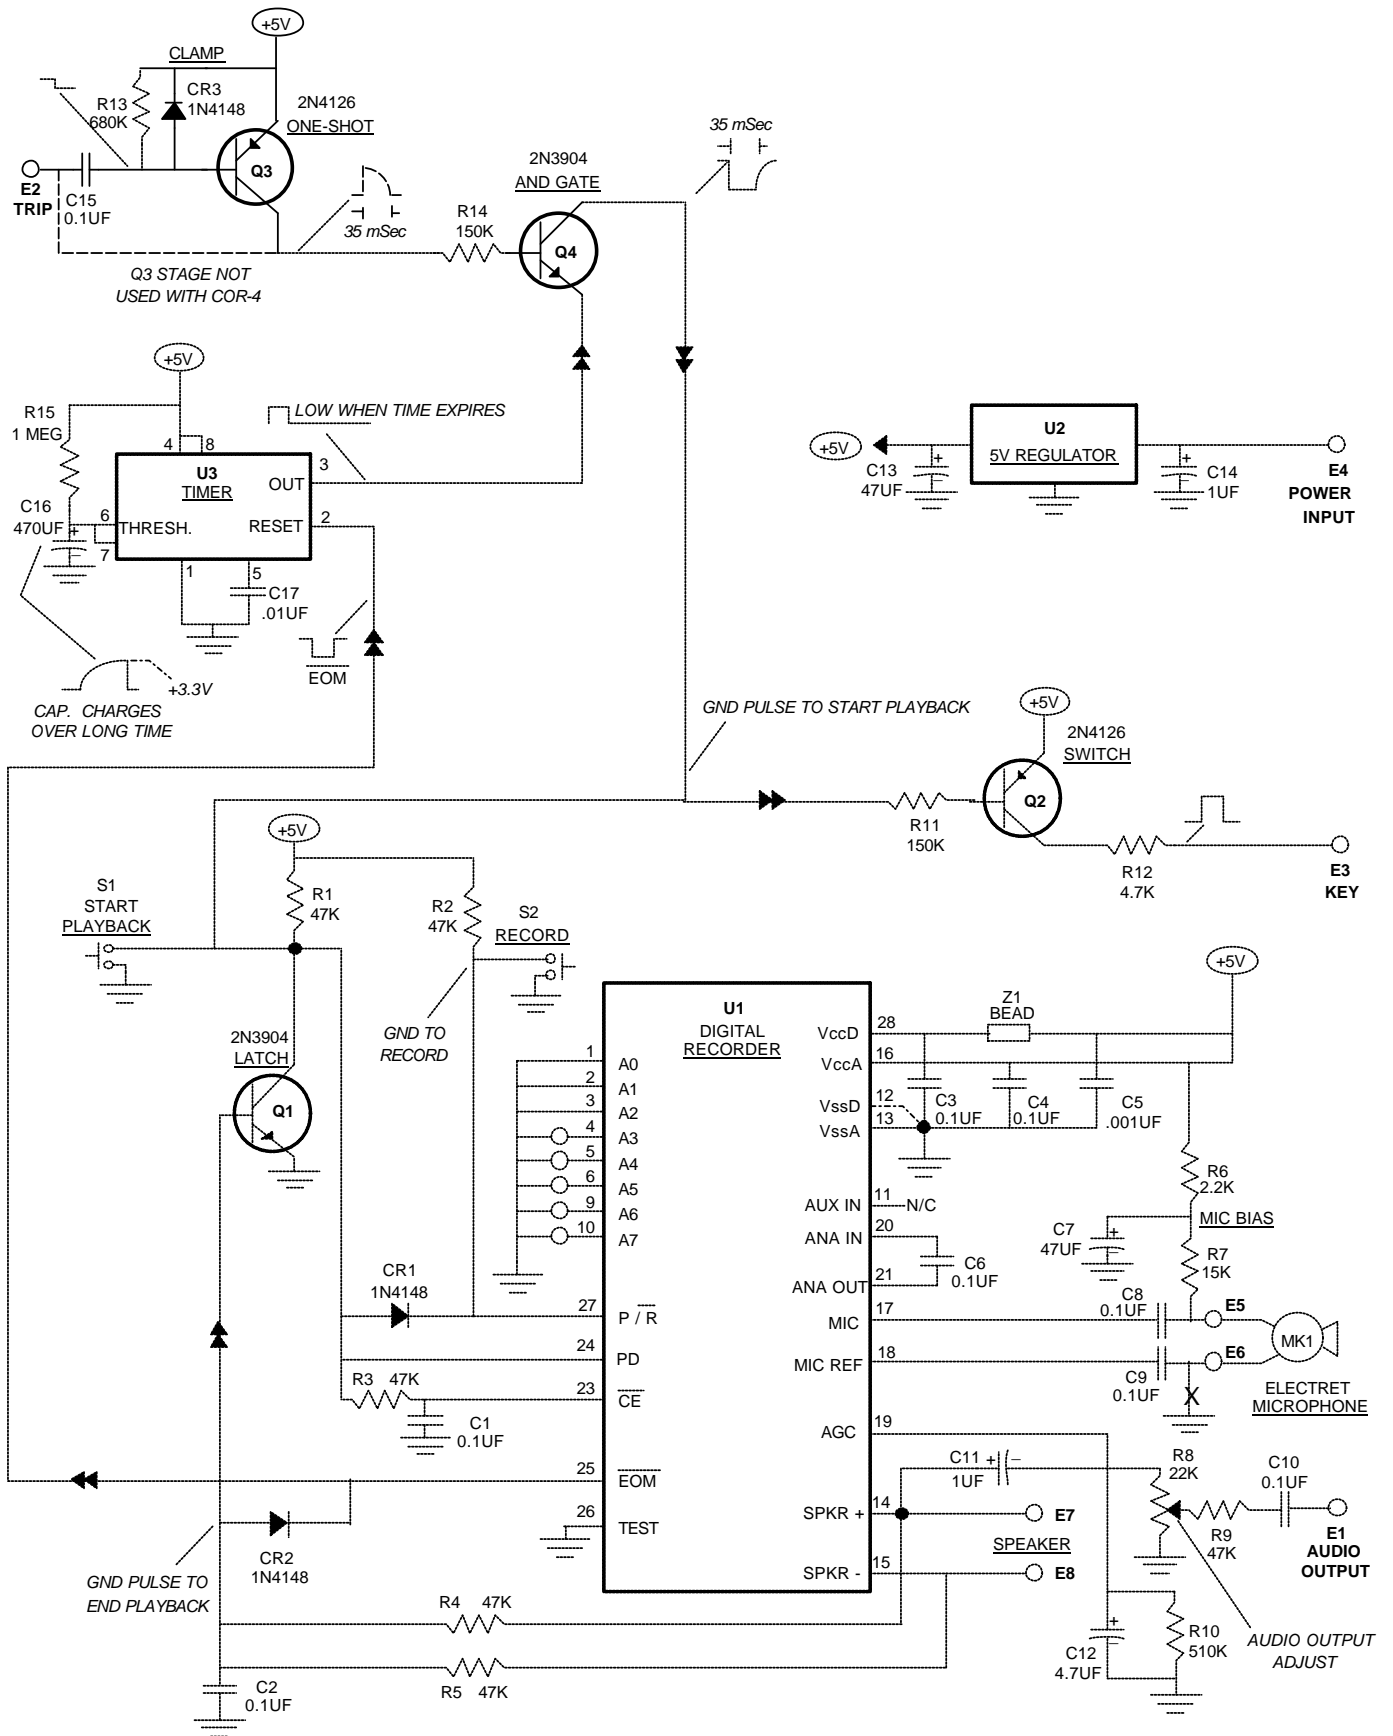 +5V
CLAMP
CR3
1N4148
R13
680K
2N4126
ONE-SHOT
Q3
E2
TRIP
C15
0.1UF
35 mSec
Q3 STAGE NOT
USED WITH COR-4
R14
150K
2N3904
AND GATE
Q4
35 mSec
+5V
R15
1 MEG
LOW WHEN TIME EXPIRES
4
8
3
U3
TIMER
OUT
C16
470UF
+
6
THRESH.
RESET
2
7
1
5
C17
.01UF
EOM
+3.3V
CAP. CHARGES
OVER LONG TIME
+5V
C13
47UF
+
U2
5V REGULATOR
+
C14
1UF
E4
POWER
INPUT
GND PULSE TO START PLAYBACK
+5V
2N4126
SWITCH
Q2
R11
150K
R12
4.7K
E3
KEY
+5V
S1
START
PLAYBACK
R1
47K
R2
47K
S2
RECORD
GND TO
RECORD
2N3904
LATCH
Q1
U1
DIGITAL
RECORDER
1
A0
2
A1
3
A2
4
A3
5
A4
6
A5
9
A6
10
A7
CR1
1N4148
27
P / R
24
PD
R3
47K
23
CE
C1
0.1UF
25
EOM
26
TEST
CR2
1N4148
GND PULSE TO
END PLAYBACK
R4
47K
R5
47K
C2
0.1UF
+5V
Z1
BEAD
VccD
28
VccA
16
VssD
12
VssA
13
C3
0.1UF
C4
0.1UF
C5
.001UF
R6
2.2K
MIC BIAS
AUX IN
11
N/C
ANA IN
20
ANA OUT
21
C6
0.1UF
C7
47UF
+
R7
15K
MIC
17
C8
0.1UF
E5
MK1
MIC REF
18
C9
0.1UF
E6
X
ELECTRET
MICROPHONE
AGC
19
C11
1UF
+
R8
22K
C10
0.1UF
SPKR +
14
E7
R9
47K
E1
AUDIO
OUTPUT
SPEAKER
SPKR -
15
E8
C12
4.7UF
+
R10
510K
AUDIO OUTPUT
ADJUST